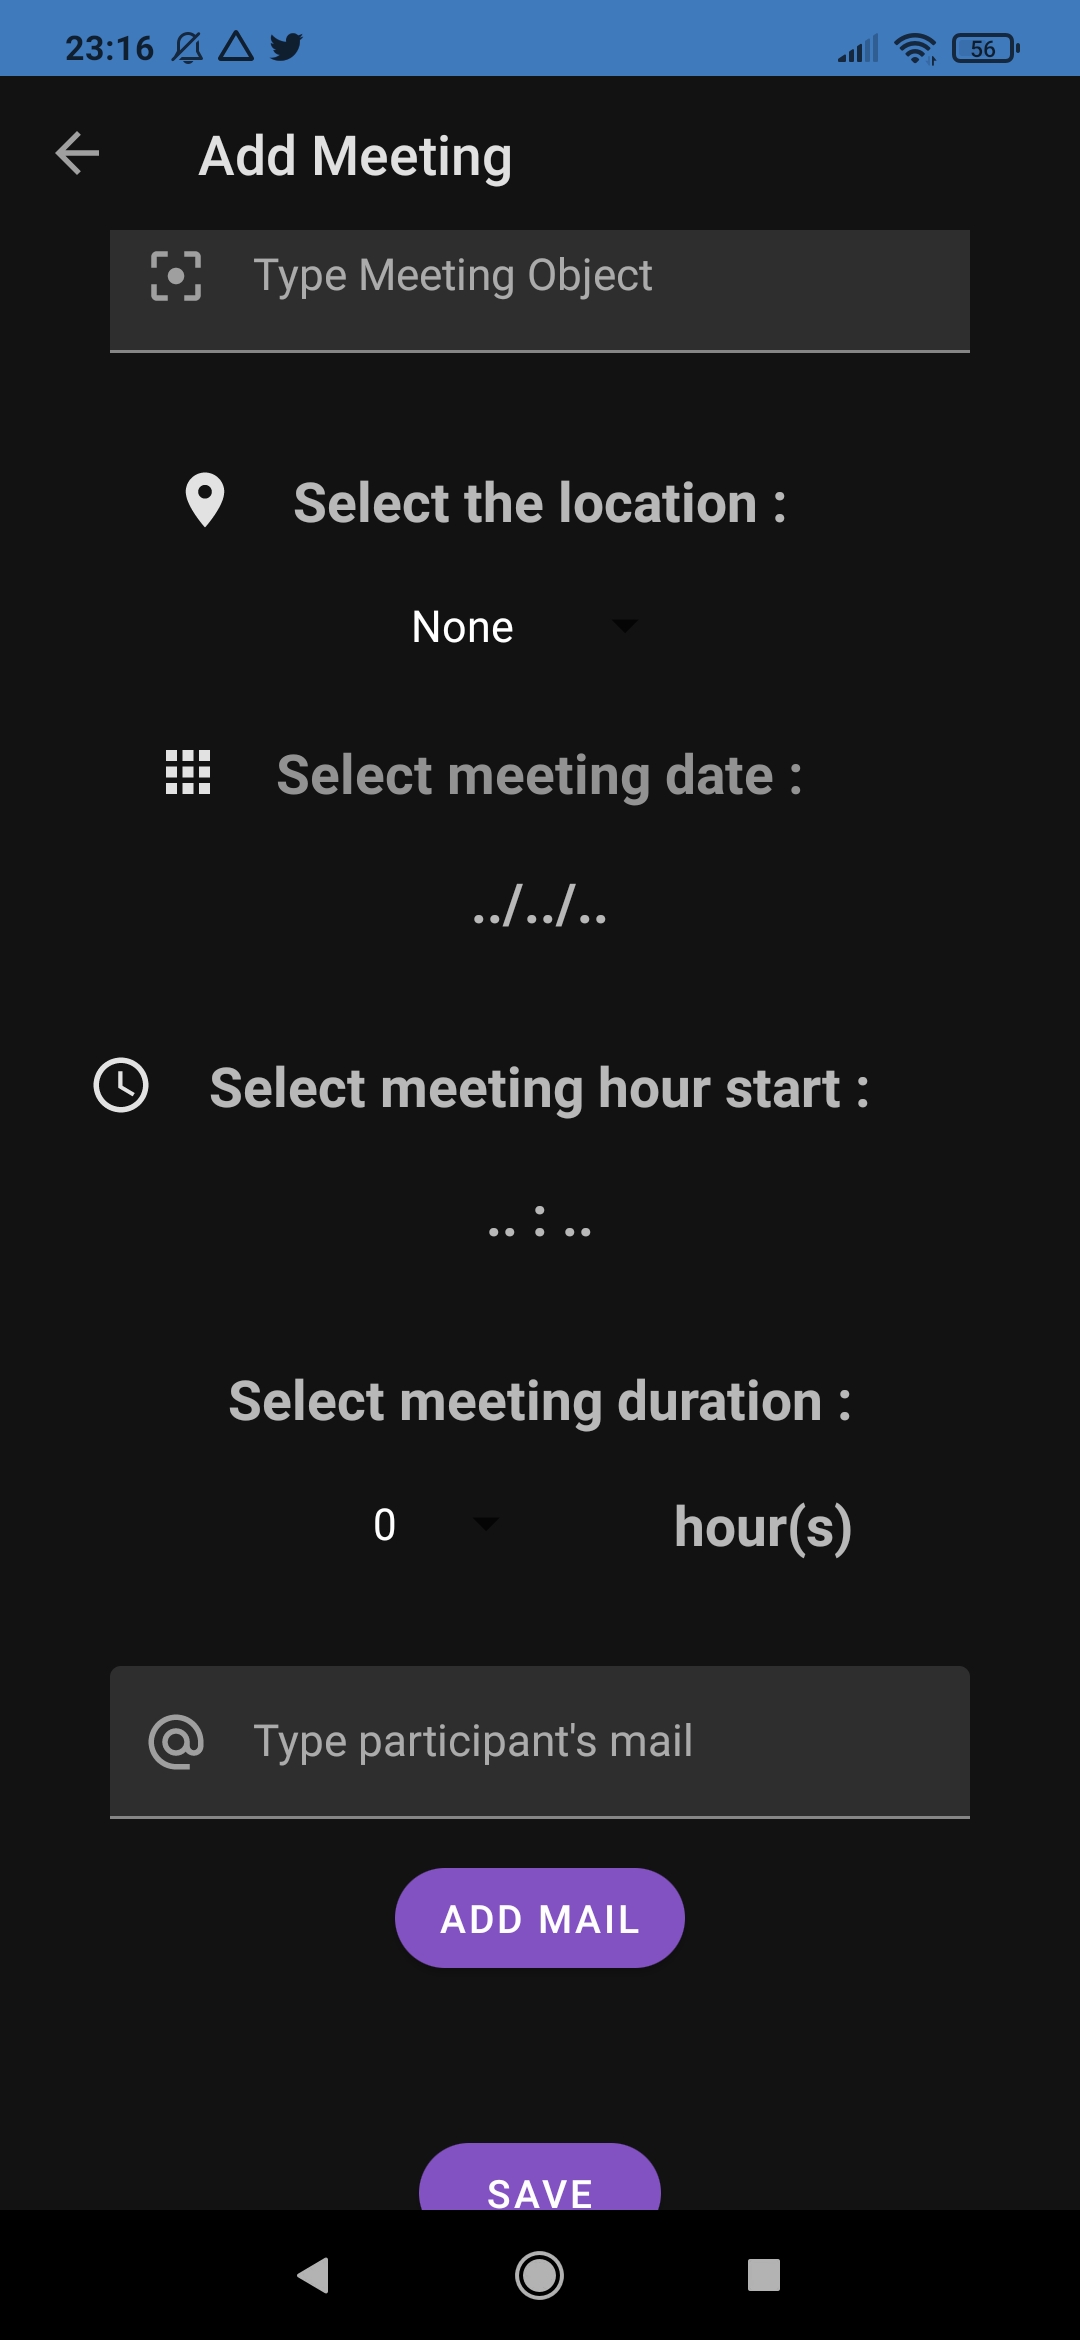 23:16
56
Add Meeting
Type Meeting Object
Select the location :
None
Select meeting date :
../../..
Select meeting hour start :
.. : ..
Select meeting duration :
0 hour(s)
Type participant's mail
ADD MAIL
SAVE